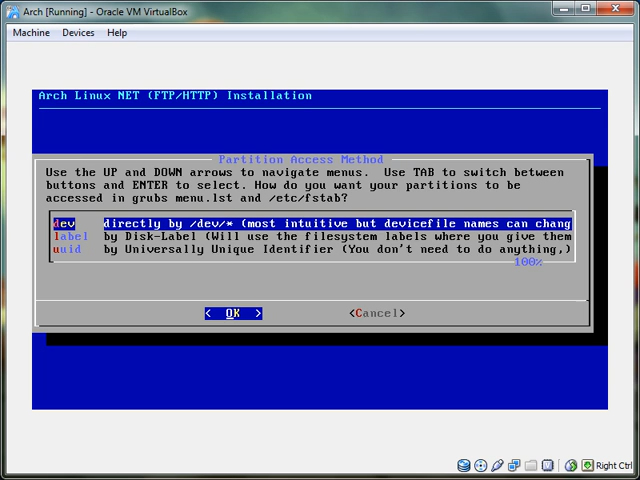 Arch [Running] - Oracle VM VirtualBox
Machine Devices Help
Arch Linux NET (FTP/HTTP) Installation
Partition Access Method
Use the UP and DOWN arrows to navigate menus.  Use TAB to switch between
buttons and ENTER to select. How do you want your partitions to be
accessed in grubs menu.lst and /etc/fstab?
dev directly by /dev/* (most intuitive but devicefile names can chang
label by Disk-Label (Will use the filesystem labels where you give them
uuid by Universally Unique Identifier (You don't need to do anything,)
100%
< OK > <Cancel>
Right Ctrl